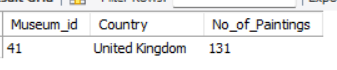 Museum_id Country No_of_Paintings
41 United Kingdom 131